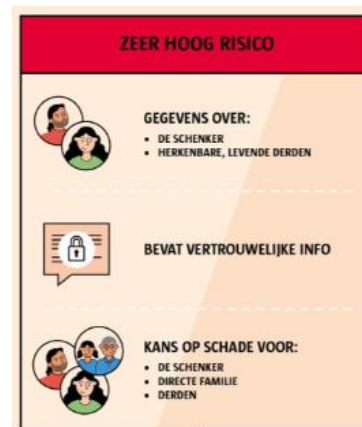 ZEER HOOG RISICO
GEGEVENS OVER:
• DE SCHENKER
• HERKENBARE, LEVENDE DERDEN
BEVAT VERTROUWELIJKE INFO
KANS OP SCHADE VOOR:
• DE SCHENKER
• DIRECTE FAMILIE
• DERDEN